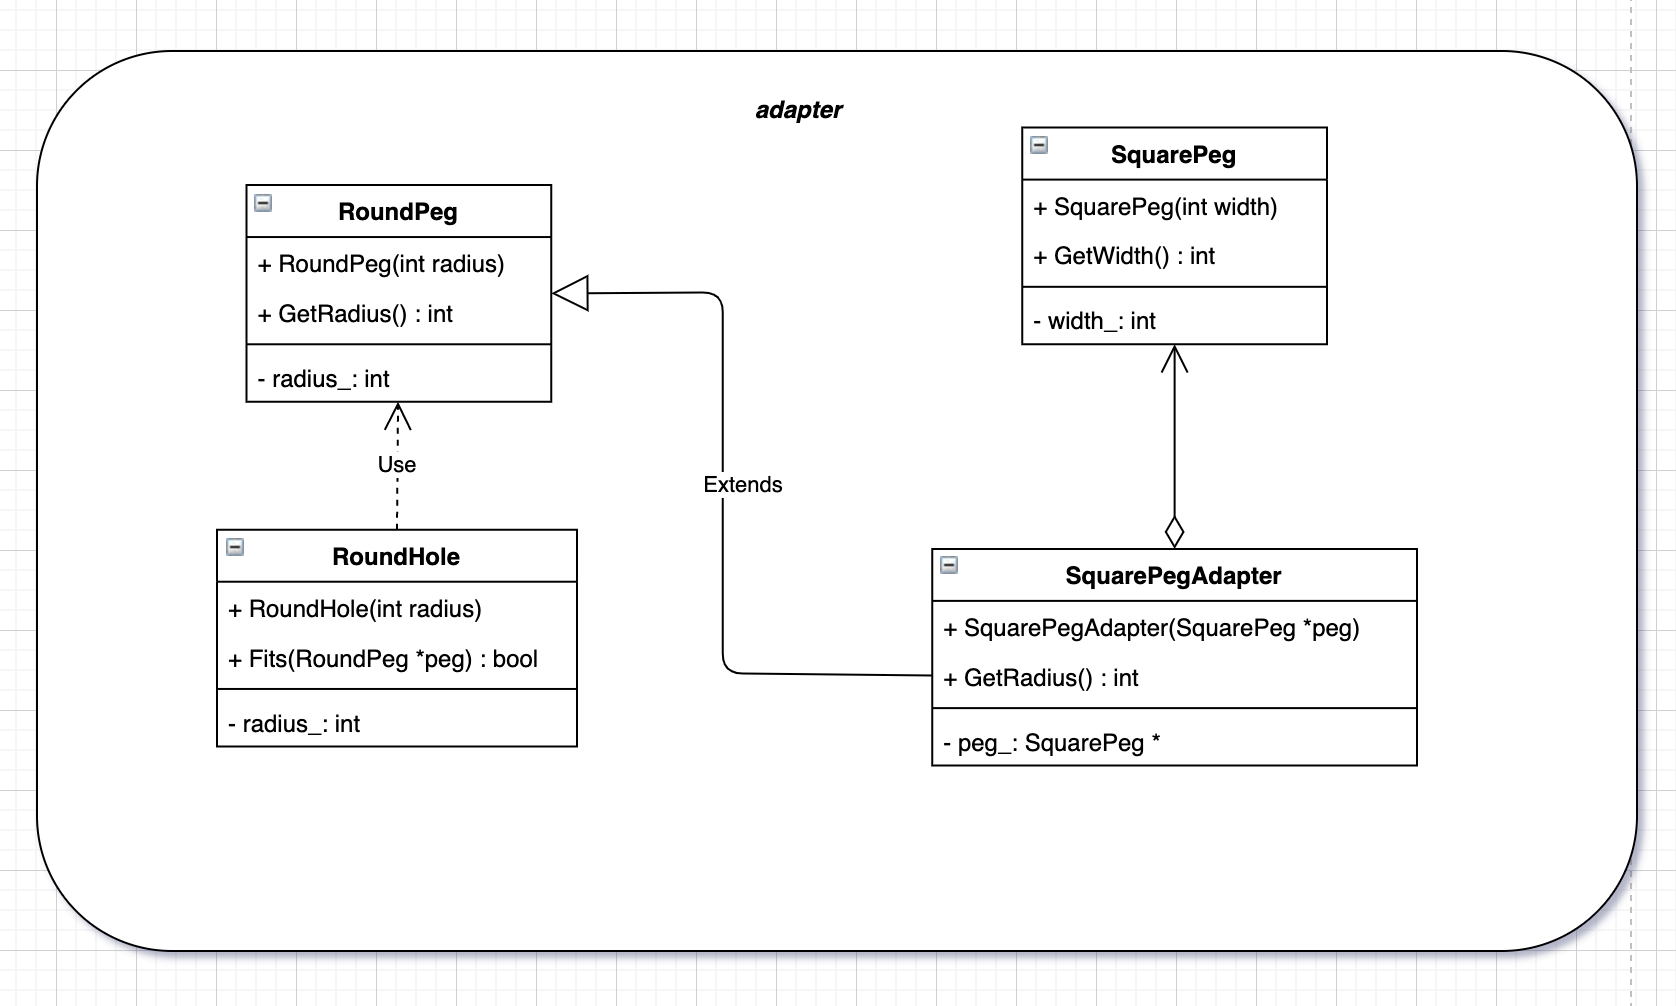 adapter
RoundPeg
+ RoundPeg(int radius)
+ GetRadius() : int
- radius_: int
Use
RoundHole
+ RoundHole(int radius)
+ Fits(RoundPeg *peg) : bool
- radius_: int
Extends
SquarePeg
+ SquarePeg(int width)
+ GetWidth() : int
- width_: int
SquarePegAdapter
+ SquarePegAdapter(SquarePeg *peg)
+ GetRadius() : int
- peg_: SquarePeg *